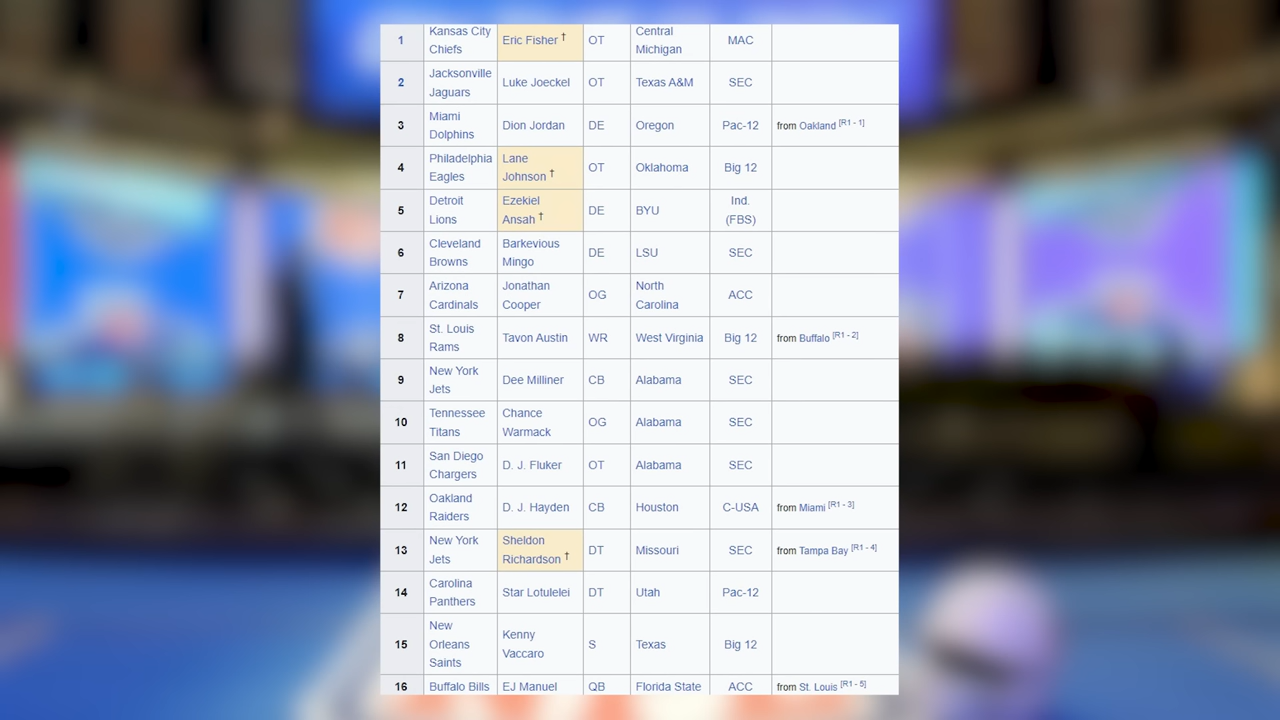 1 Kansas City Chiefs Eric Fisher † OT Central Michigan MAC
2 Jacksonville Jaguars Luke Joeckel OT Texas A&M SEC
3 Miami Dolphins Dion Jordan DE Oregon Pac-12 from Oakland [R1 - 1]
4 Philadelphia Eagles Lane Johnson † OT Oklahoma Big 12
5 Detroit Lions Ezekiel Ansah † DE BYU Ind. (FBS)
6 Cleveland Browns Barkevious Mingo DE LSU SEC
7 Arizona Cardinals Jonathan Cooper OG North Carolina ACC
8 St. Louis Rams Tavon Austin WR West Virginia Big 12 from Buffalo [R1 - 2]
9 New York Jets Dee Milliner CB Alabama SEC
10 Tennessee Titans Chance Warmack OG Alabama SEC
11 San Diego Chargers D. J. Fluker OT Alabama SEC
12 Oakland Raiders D. J. Hayden CB Houston C-USA from Miami [R1 - 3]
13 New York Jets Sheldon Richardson † DT Missouri SEC from Tampa Bay [R1 - 4]
14 Carolina Panthers Star Lotulelei DT Utah Pac-12
15 New Orleans Saints Kenny Vaccaro S Texas Big 12
16 Buffalo Bills EJ Manuel QB Florida State ACC from St. Louis [R1 - 5]